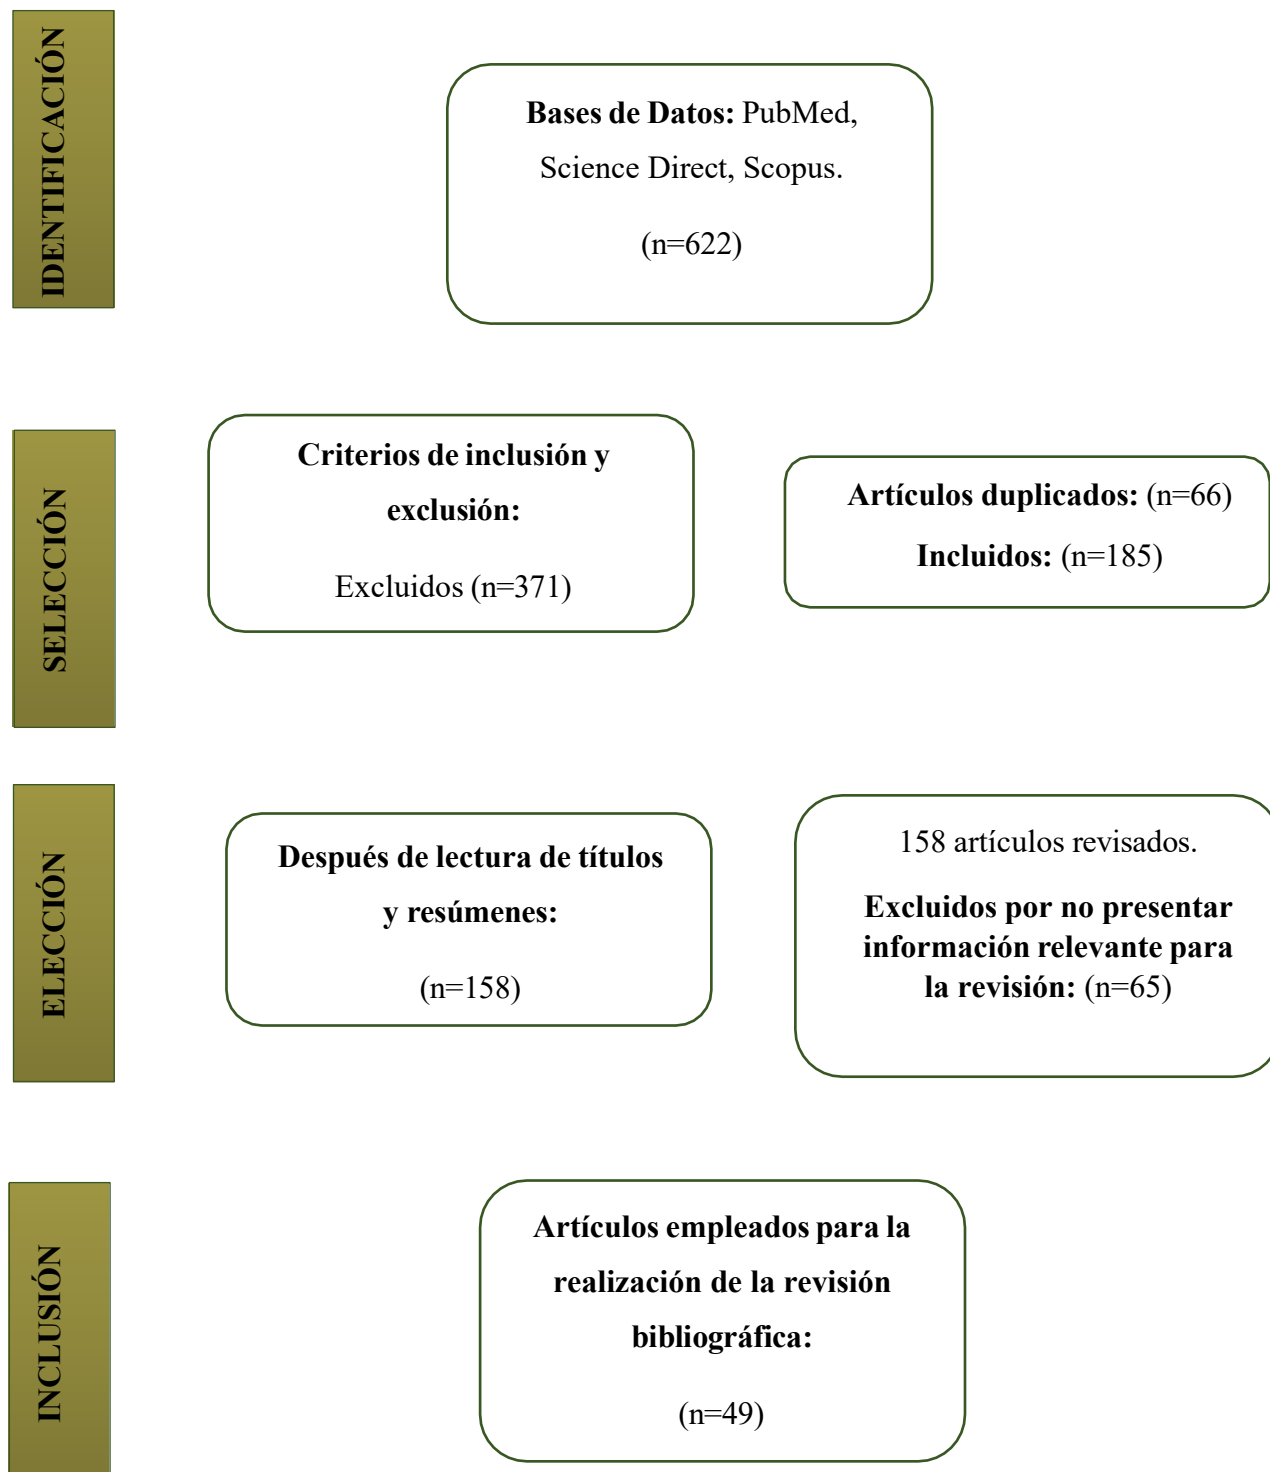 IDENTIFICACIÓN
Bases de Datos: PubMed,
Science Direct, Scopus.
(n=622)
SELECCIÓN
Criterios de inclusión y
exclusión:
Excluidos (n=371)
Artículos duplicados: (n=66)
Incluidos: (n=185)
ELECCIÓN
Después de lectura de títulos
y resúmenes:
(n=158)
158 artículos revisados.
Excluidos por no presentar
información relevante para
la revisión: (n=65)
INCLUSIÓN
Artículos empleados para la
realización de la revisión
bibliográfica:
(n=49)